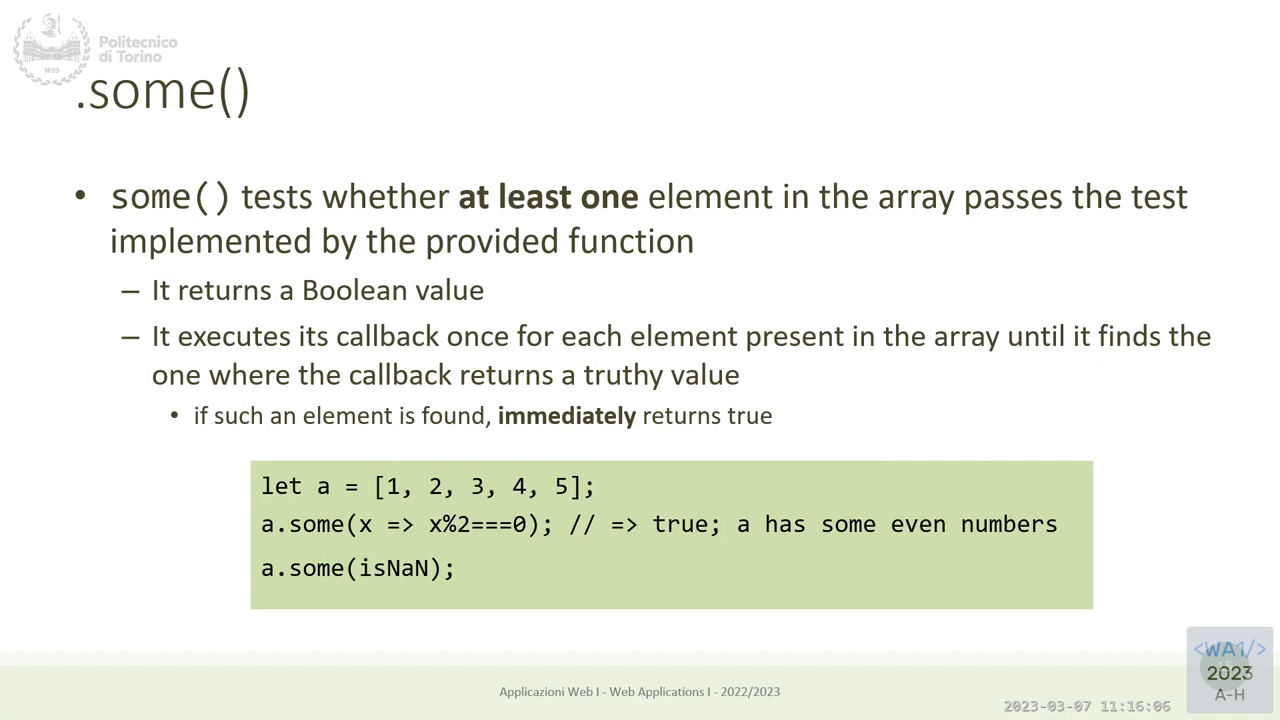 Politecnico
di Torino
1859
.some()
• some() tests whether at least one element in the array passes the test
implemented by the provided function
– It returns a Boolean value
– It executes its callback once for each element present in the array until it finds the
one where the callback returns a truthy value
• if such an element is found, immediately returns true
let a = [1, 2, 3, 4, 5];
a.some(x => x%2===0); // => true; a has some even numbers
a.some(isNaN);
Applicazioni Web I - Web Applications I - 2022/2023
2023-03-07 11:16:06
<WA1/>
2023
A-H